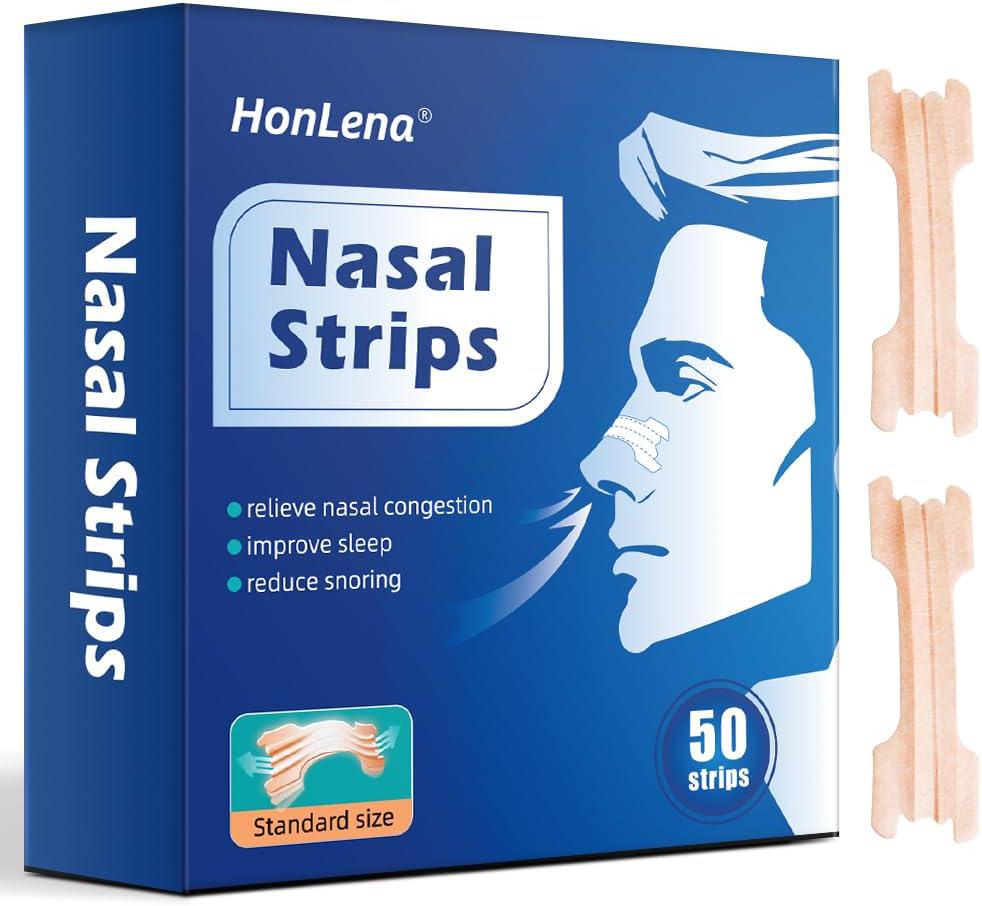 HonLena®
Nasal
Strips
Nasal Strips
relieve nasal congestion
improve sleep
reduce snoring
Standard size
50
strips